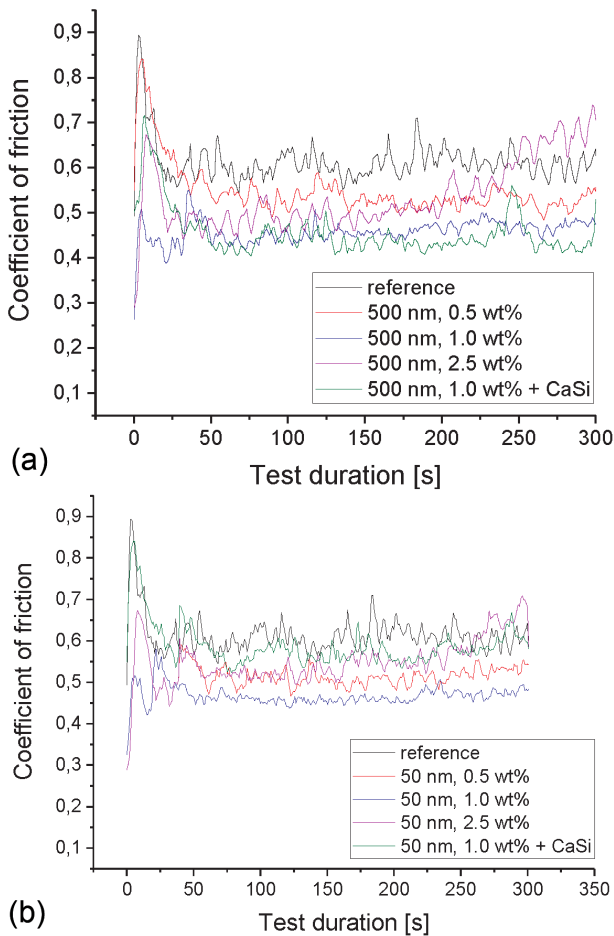 0,9
0,8
0,7
0,6
0,5
0,4
0,3
0,2
0,1
Coefficient of friction
reference
500 nm, 0.5 wt%
500 nm, 1.0 wt%
500 nm, 2.5 wt%
500 nm, 1.0 wt% + CaSi
0 50 100 150 200 250 300
(a)
Test duration [s]
0,9
0,8
0,7
0,6
0,5
0,4
0,3
0,2
0,1
Coefficient of friction
reference
50 nm, 0.5 wt%
50 nm, 1.0 wt%
50 nm, 2.5 wt%
50 nm, 1.0 wt% + CaSi
0 50 100 150 200 250 300 350
(b)
Test duration [s]